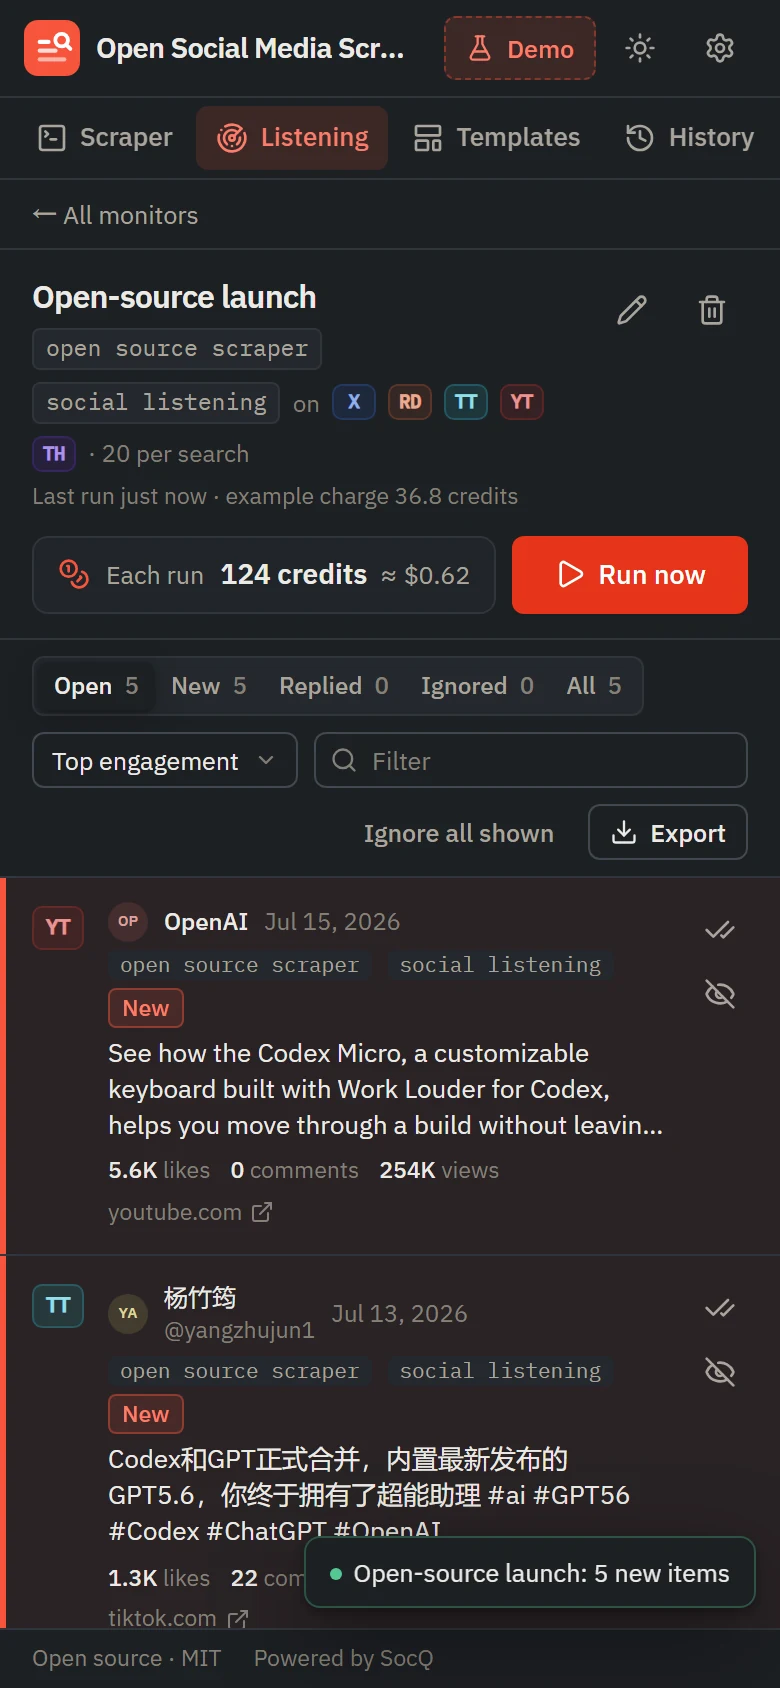 Open Social Media Scr...
Demo
Scraper
Listening
Templates
History
← All monitors
Open-source launch
open source scraper
social listening on X RD TT YT
TH · 20 per search
Last run just now · example charge 36.8 credits
Each run 124 credits ≈ $0.62
Run now
Open 5
New 5
Replied 0
Ignored 0
All 5
Top engagement
Filter
Ignore all shown
Export
YT
OP OpenAI Jul 15, 2026
open source scraper social listening
New
See how the Codex Micro, a customizable
keyboard built with Work Louder for Codex,
helps you move through a build without leavin...
5.6K likes 0 comments 254K views
youtube.com
TT
YA 杨竹筠
@yangzhujun1 Jul 13, 2026
open source scraper social listening
New
Codex和GPT正式合并，内置最新发布的
GPT5.6，你终于拥有了超能助理 #ai #GPT56
#Codex #ChatGPT #OpenAI
1.3K likes 22 com
Open-source launch: 5 new items
tiktok.com
Open source · MIT Powered by SocQ